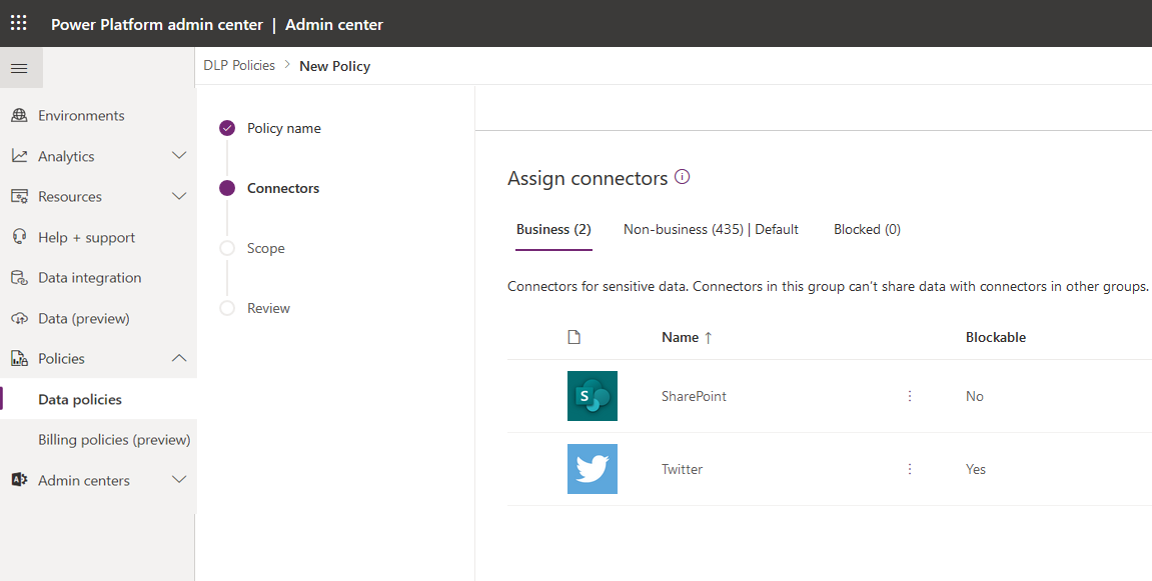 Power Platform admin center | Admin center
DLP Policies > New Policy
Environments
Analytics
Resources
Help + support
Data integration
Data (preview)
Policies
Data policies
Billing policies (preview)
Admin centers
Policy name
Connectors
Scope
Review
Assign connectors
Business (2) Non-business (435) | Default Blocked (0)
Connectors for sensitive data. Connectors in this group can't share data with connectors in other groups.
Name ↑ Blockable
S SharePoint No
Twitter Yes